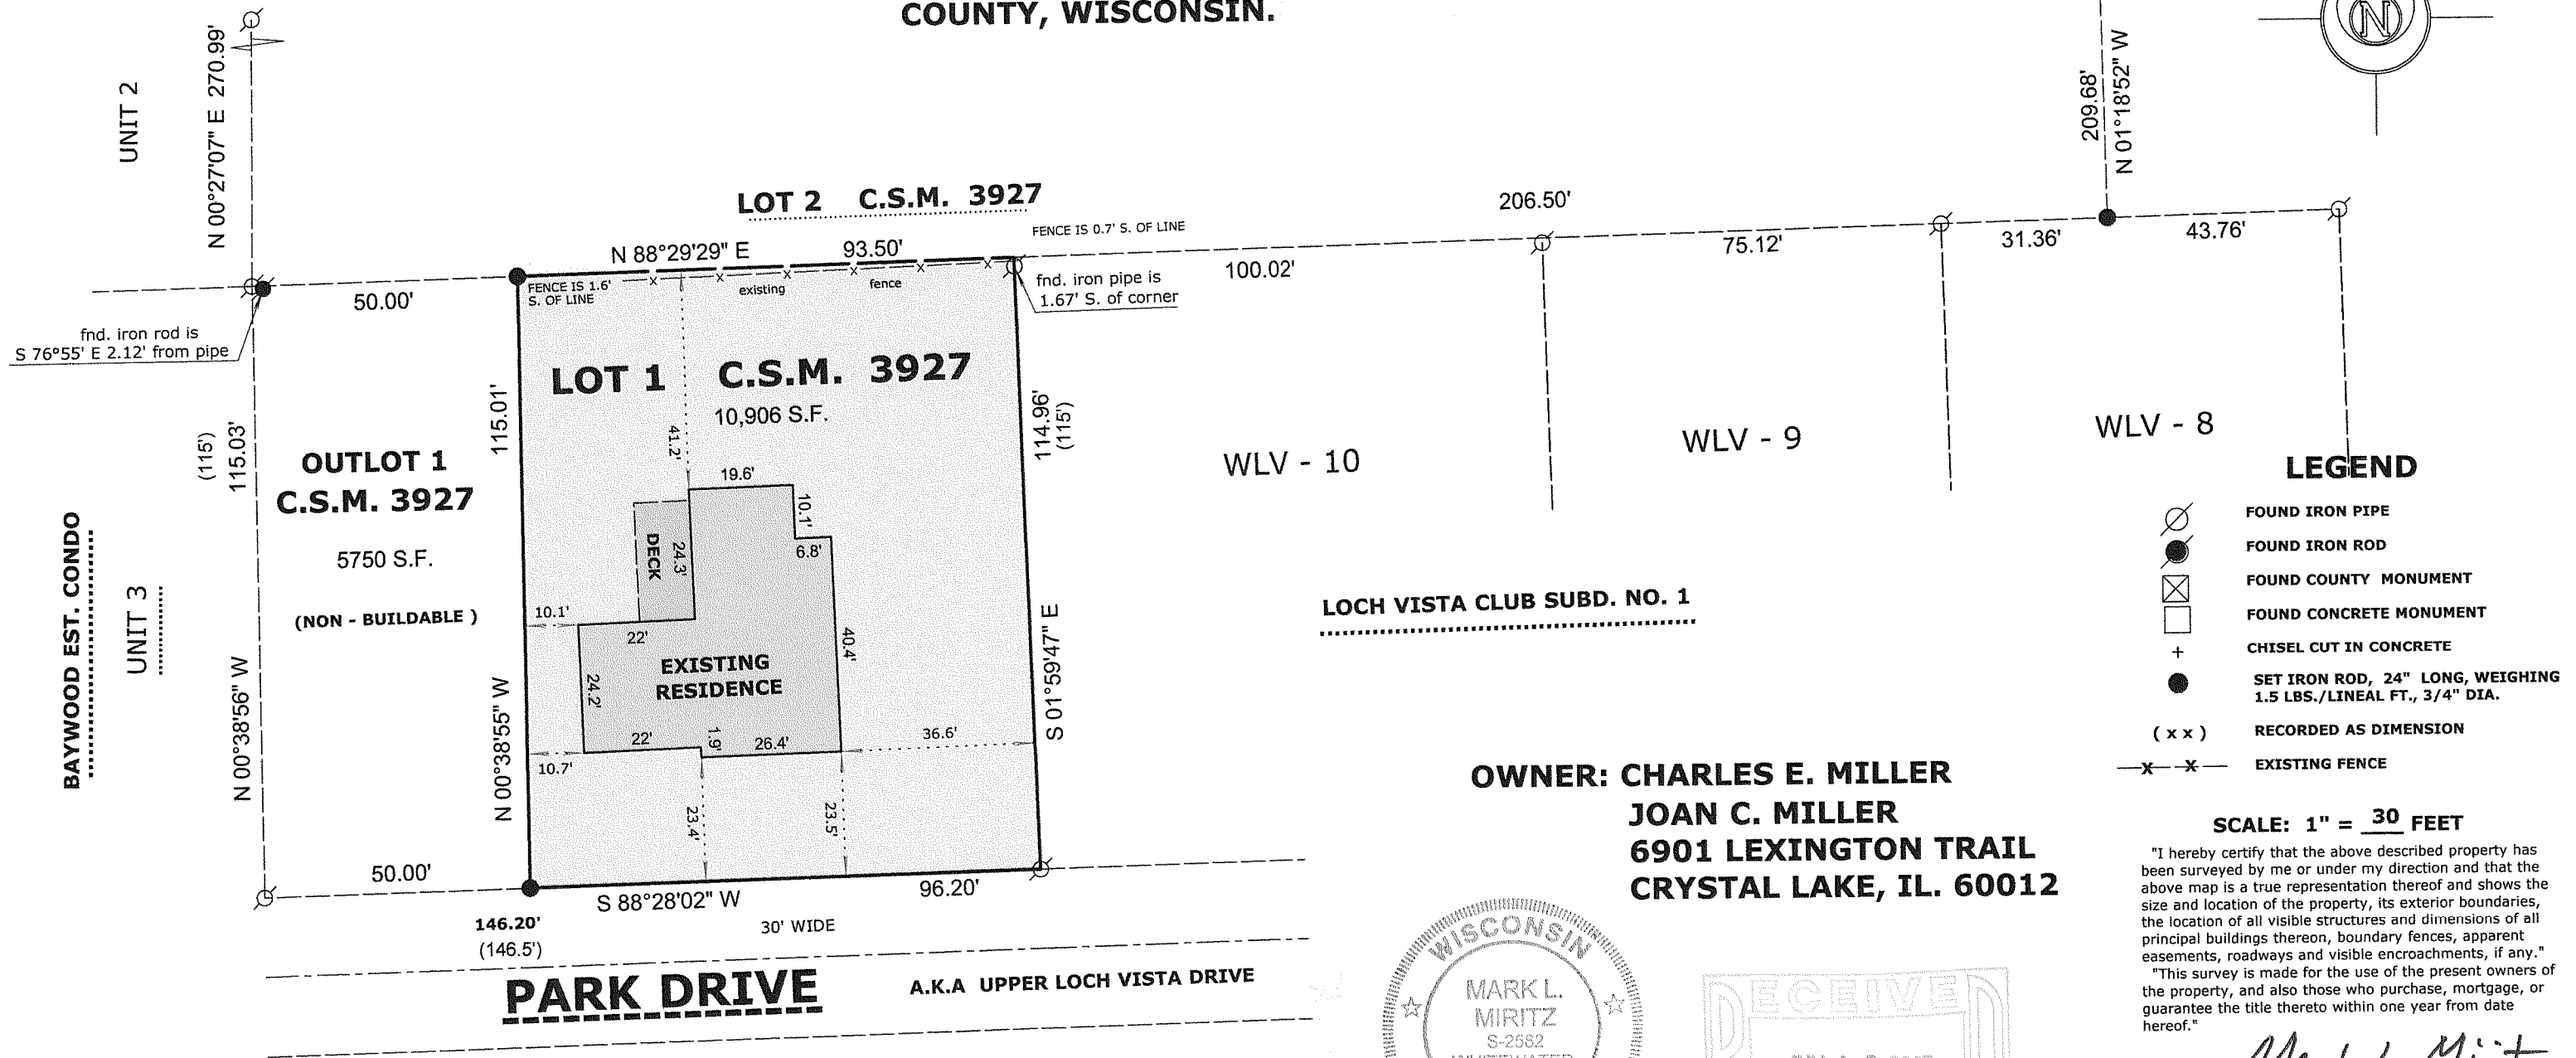 COUNTY, WISCONSIN.
N
UNIT 2
N 00°27'07" E 270.99'
209.68'
N 01°18'52" W
LOT 2 C.S.M. 3927
206.50'
N 88°29'29" E 93.50'
FENCE IS 0.7' S. OF LINE
75.12'
31.36'
43.76'
100.02'
50.00'
FENCE IS 1.6'
S. OF LINE
existing fence
fnd. iron pipe is
1.67' S. of corner
fnd. iron rod is
S 76°55' E 2.12' from pipe
LOT 1 C.S.M. 3927
10,906 S.F.
115.01'
114.96'
(115')
41.2'
(115')
115.03'
OUTLOT 1
C.S.M. 3927
5750 S.F.
(NON - BUILDABLE )
WLV - 10
WLV - 9
WLV - 8
19.6'
10.1'
6.8'
DECK
24.3'
10.1'
22'
EXISTING
RESIDENCE
40.4'
24.2'
22'
1.9'
26.4'
36.6'
10.7'
23.4'
23.5'
BAYWOOD EST. CONDO
UNIT 3
N 00°38'56" W
N 00°38'55" W
S 01°59'47" E
LOCH VISTA CLUB SUBD. NO. 1
50.00'
S 88°28'02" W
96.20'
146.20'
(146.5')
30' WIDE
PARK DRIVE
A.K.A UPPER LOCH VISTA DRIVE
OWNER: CHARLES E. MILLER
JOAN C. MILLER
6901 LEXINGTON TRAIL
CRYSTAL LAKE, IL. 60012
WISCONSIN
MARK L.
MIRITZ
S-2582
WHITEWATER
RECEIVED
LEGEND
FOUND IRON PIPE
FOUND IRON ROD
FOUND COUNTY MONUMENT
FOUND CONCRETE MONUMENT
+ CHISEL CUT IN CONCRETE
SET IRON ROD, 24" LONG, WEIGHING
1.5 LBS./LINEAL FT., 3/4" DIA.
( x x ) RECORDED AS DIMENSION
—x— —x— EXISTING FENCE
SCALE: 1" = 30 FEET
"I hereby certify that the above described property has
been surveyed by me or under my direction and that the
above map is a true representation thereof and shows the
size and location of the property, its exterior boundaries,
the location of all visible structures and dimensions of all
principal buildings thereon, boundary fences, apparent
easements, roadways and visible encroachments, if any."
"This survey is made for the use of the present owners of
the property, and also those who purchase, mortgage, or
guarantee the title thereto within one year from date
hereof."